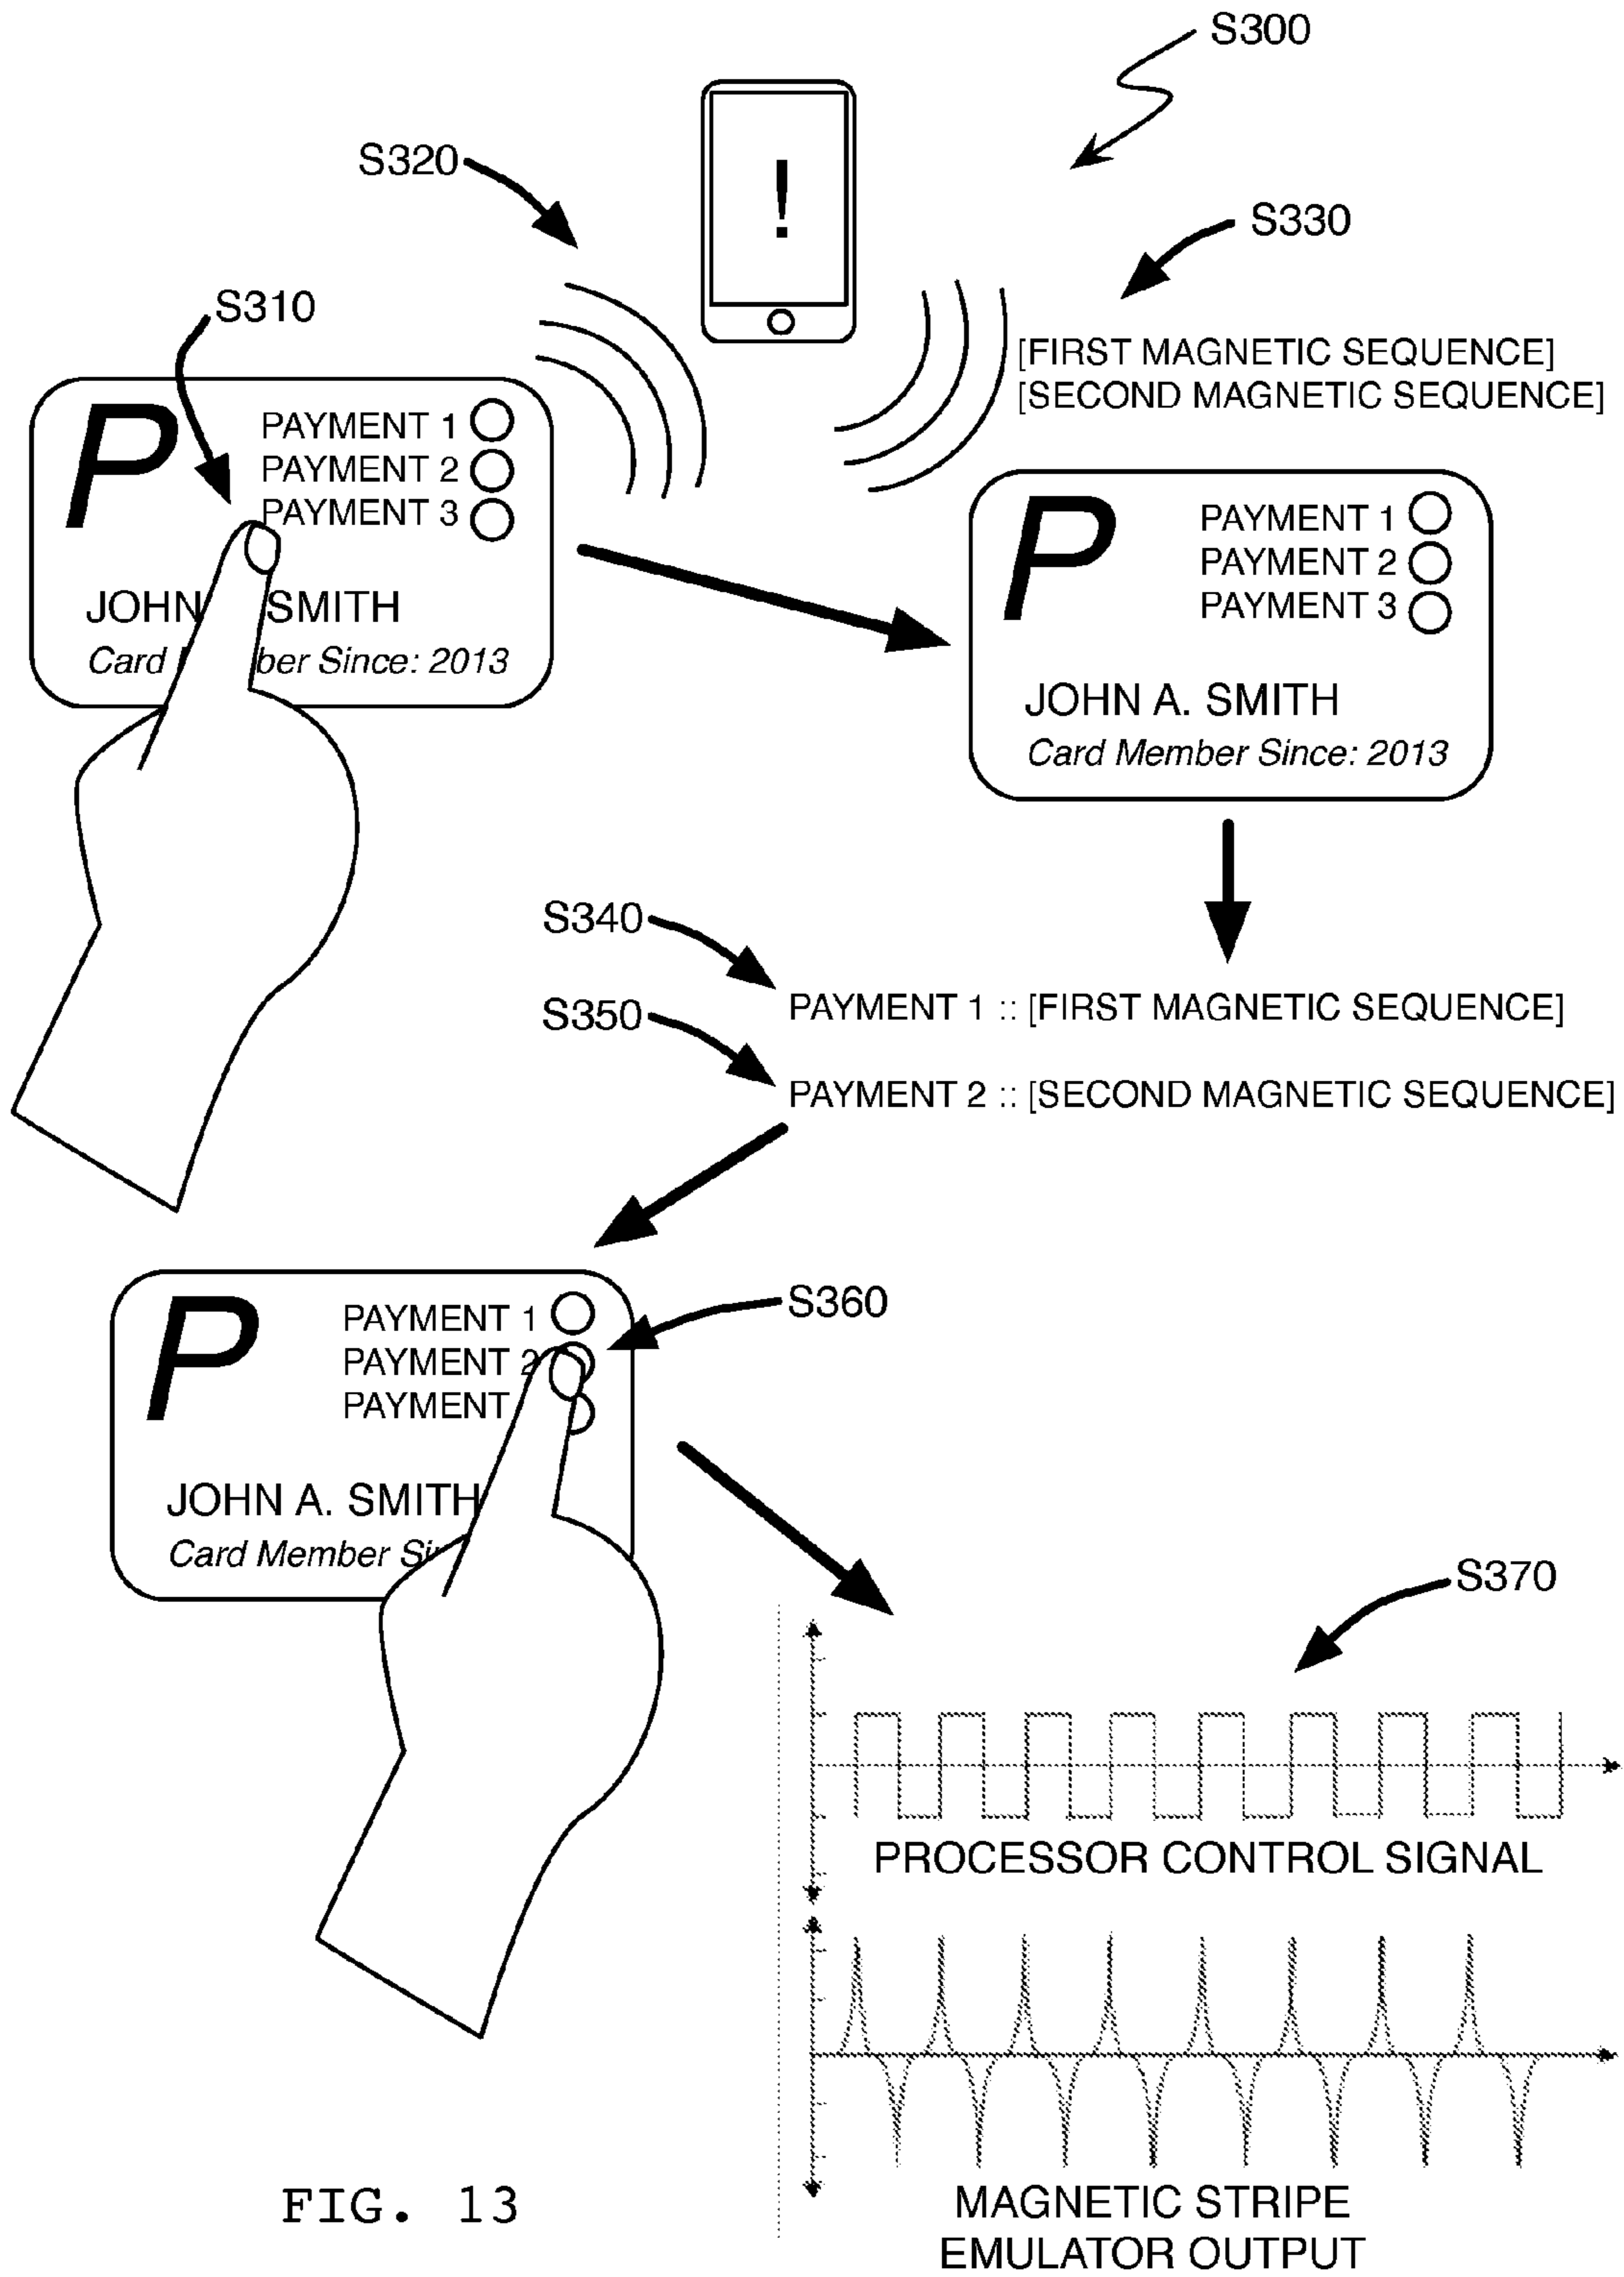 S300
S320
!
S330
S310
[FIRST MAGNETIC SEQUENCE]
[SECOND MAGNETIC SEQUENCE]
P
PAYMENT 1
PAYMENT 2
PAYMENT 3
JOHN SMITH
Card ber Since: 2013
P
PAYMENT 1
PAYMENT 2
PAYMENT 3
JOHN A. SMITH
Card Member Since: 2013
S340
PAYMENT 1 :: [FIRST MAGNETIC SEQUENCE]
S350
PAYMENT 2 :: [SECOND MAGNETIC SEQUENCE]
P
PAYMENT 1
PAYMENT 2
PAYMENT
S360
JOHN A. SMITH
Card Member Si
S370
PROCESSOR CONTROL SIGNAL
MAGNETIC STRIPE
EMULATOR OUTPUT
FIG. 13